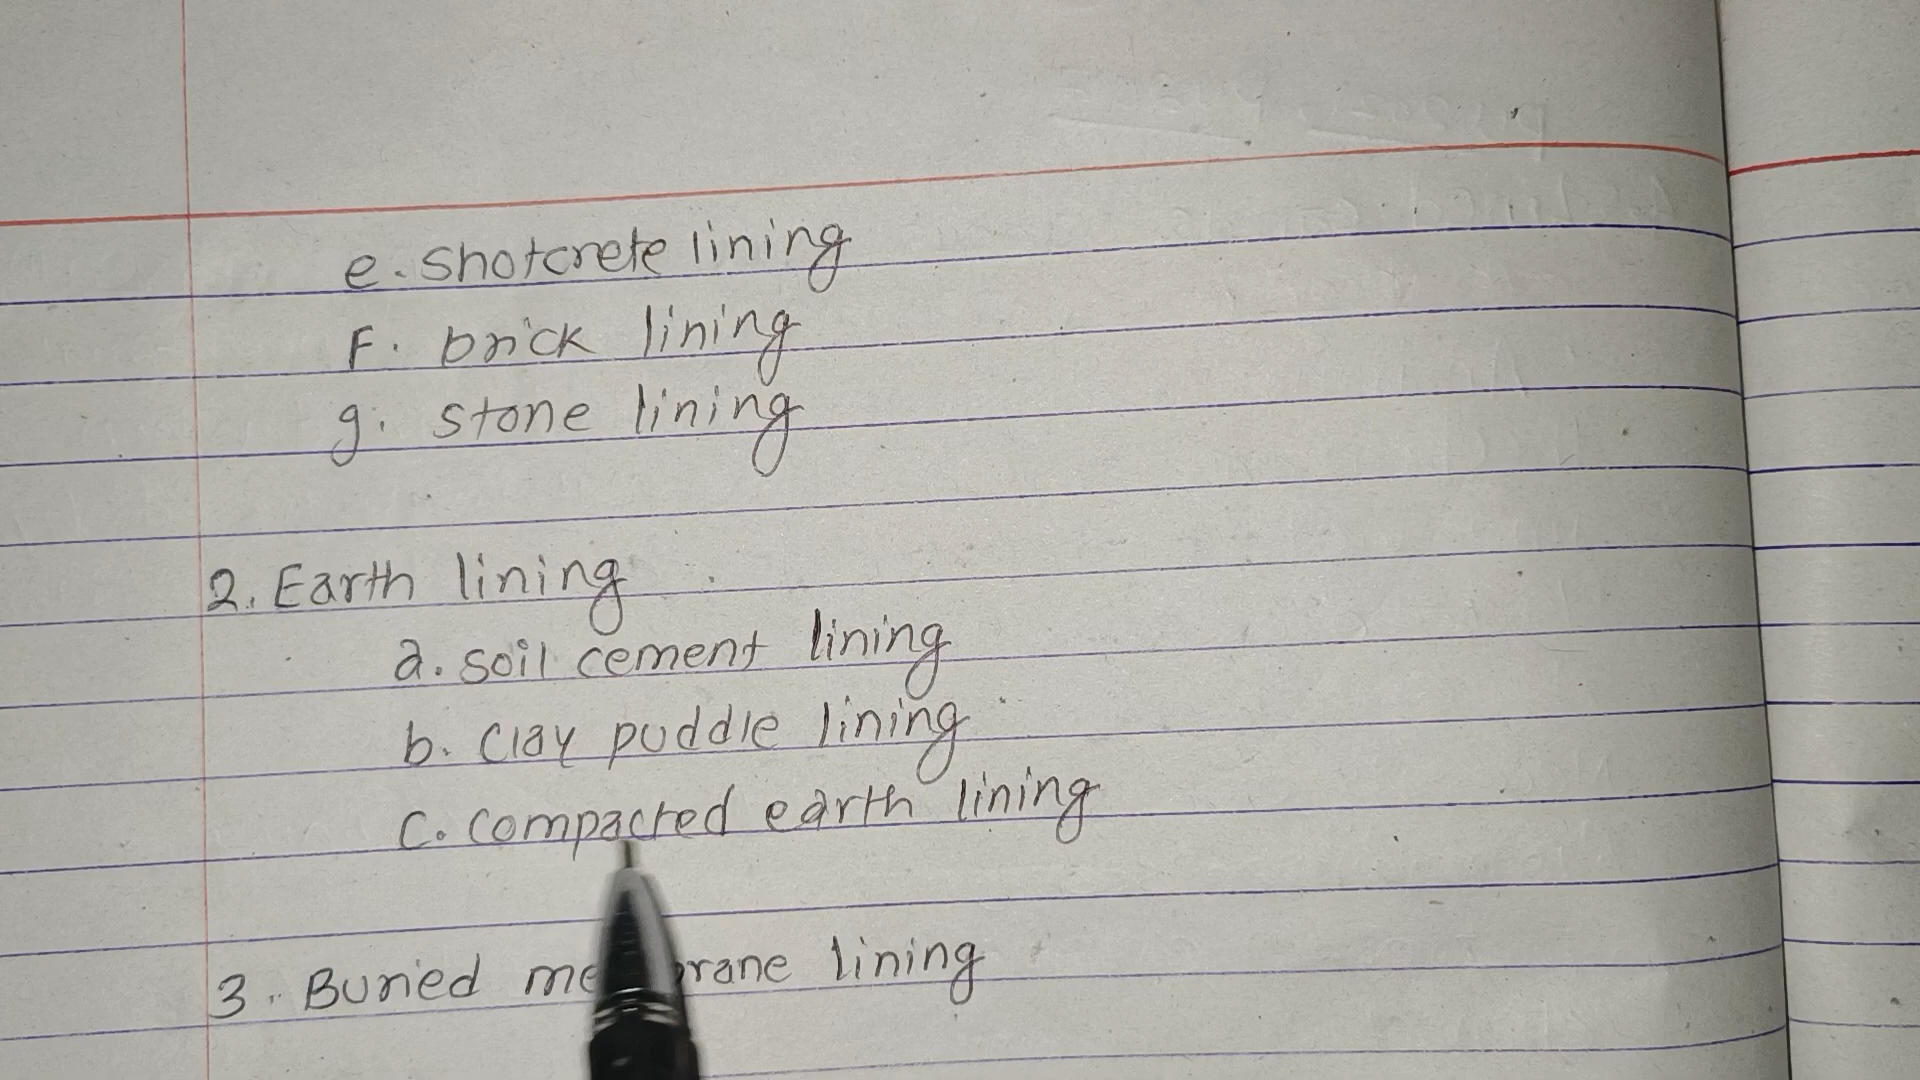 e. Shotcrete lining
F. brick lining
g. stone lining
2. Earth lining
a. soil cement lining
b. clay puddle lining
c. compacted earth lining
3. Buried lining